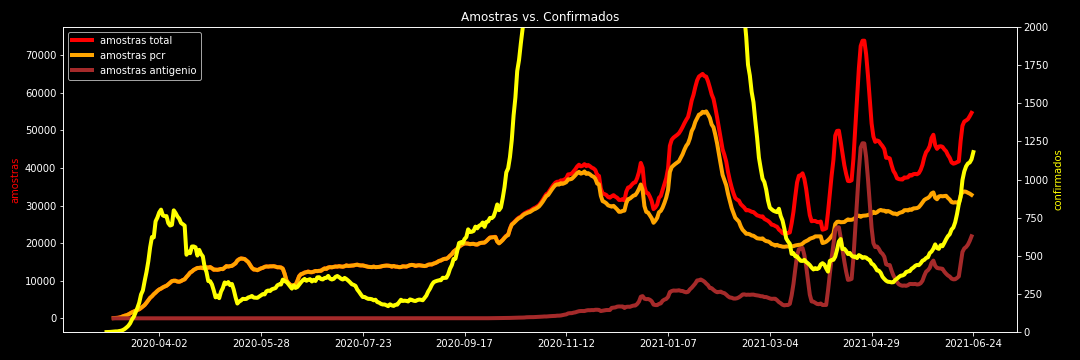 Amostras vs. Confirmados
amostras total
amostras pcr
amostras antigenio
amostras
70000
60000
50000
40000
30000
20000
10000
0
2000
1750
1500
1250
1000
750
500
250
0
confirmados
2020-04-02 2020-05-28 2020-07-23 2020-09-17 2020-11-12 2021-01-07 2021-03-04 2021-04-29 2021-06-24